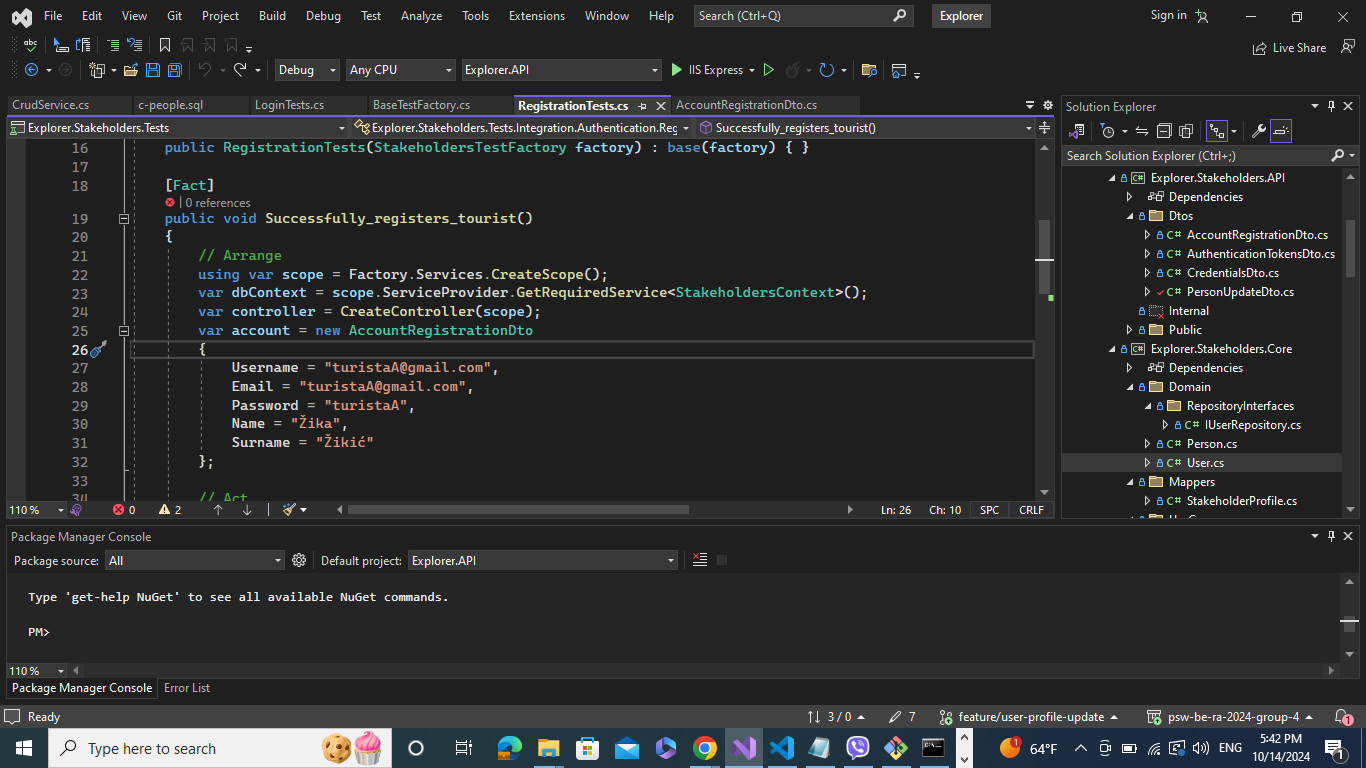 File Edit View Git Project Build Debug Test Analyze Tools Extensions Window Help Search (Ctrl+Q) Explorer Sign in
abc Live Share
Debug Any CPU Explorer.API IIS Express
CrudService.cs c-people.sql LoginTests.cs BaseTestFactory.cs RegistrationTests.cs AccountRegistrationDto.cs
Explorer.Stakeholders.Tests Explorer.Stakeholders.Tests.Integration.Authentication.Reg Successfully_registers_tourist()
16 public RegistrationTests(StakeholdersTestFactory factory) : base(factory) { }
17
18 [Fact]
0 references
19 public void Successfully_registers_tourist()
20 {
21 // Arrange
22 using var scope = Factory.Services.CreateScope();
23 var dbContext = scope.ServiceProvider.GetRequiredService<StakeholdersContext>();
24 var controller = CreateController(scope);
25 var account = new AccountRegistrationDto
26 {
27 Username = "turistaA@gmail.com",
28 Email = "turistaA@gmail.com",
29 Password = "turistaA",
30 Name = "Žika",
31 Surname = "Žikić"
32 };
33
34 // Act
110 % 0 2 Ln: 26 Ch: 10 SPC CRLF
Solution Explorer
Search Solution Explorer (Ctrl+;)
C# Explorer.Stakeholders.API
Dependencies
Dtos
C# AccountRegistrationDto.cs
C# AuthenticationTokensDto.cs
C# CredentialsDto.cs
C# PersonUpdateDto.cs
Internal
Public
C# Explorer.Stakeholders.Core
Dependencies
Domain
RepositoryInterfaces
C# IUserRepository.cs
C# Person.cs
C# User.cs
Mappers
C# StakeholderProfile.cs
Package Manager Console
Package source: All Default project: Explorer.API
Type 'get-help NuGet' to see all available NuGet commands.
PM>
110 %
Package Manager Console Error List
Ready 3 / 0 7 feature/user-profile-update psw-be-ra-2024-group-4 1
Type here to search 1 64°F ENG 5:42 PM 10/14/2024 1